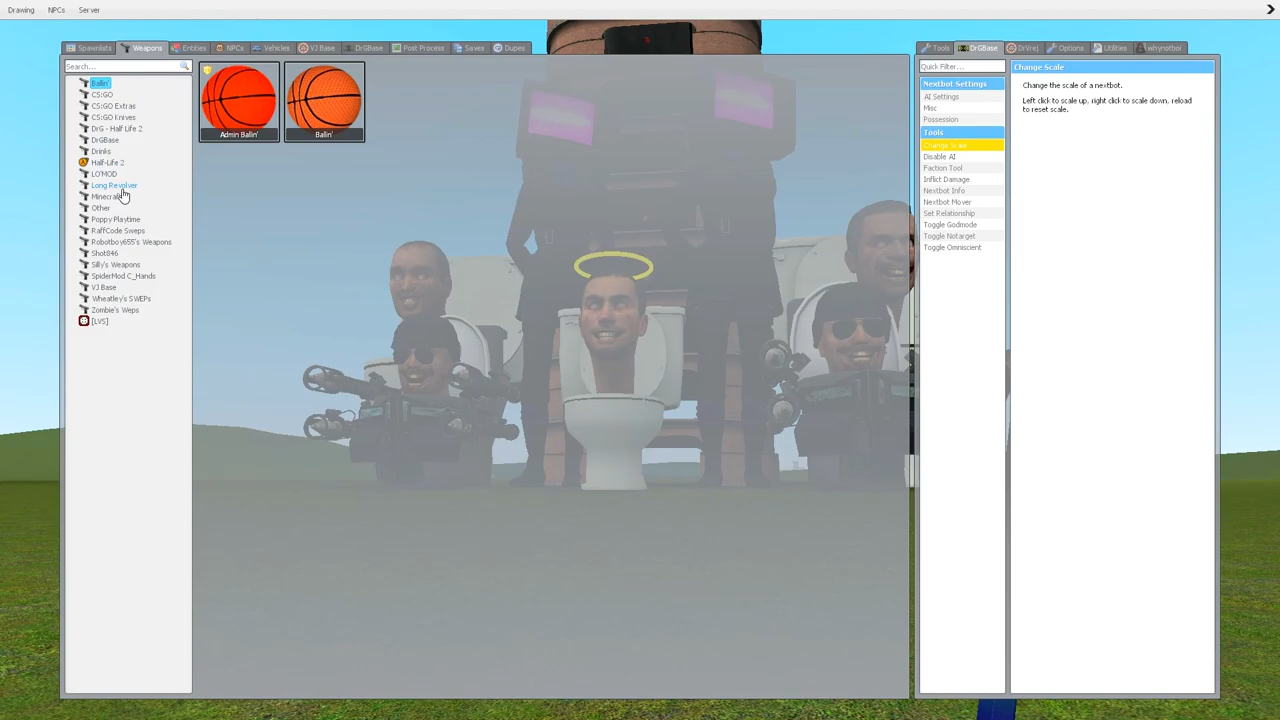 Drawing NPCs Server
Spawnlists Weapons Entities NPCs Vehicles VJ Base DrGBase Post Process Saves Dupes
Tools DrGBase DrVrej Options Utilities whynotboi
Search...
Ballin'
CS:GO
CS:GO Extras
CS:GO Knives
DrG - Half Life 2
DrGBase
Drinks
Half-Life 2
LO'MOD
Long Revolver
Minecraft
Other
Poppy Playtime
RaffCode Sweps
Robotboy655's Weapons
Shot846
Silly's Weapons
SpiderMod C_Hands
VJ Base
Wheatley's SWEPs
Zombie's Weps
[LVS]
Admin Ballin'
Ballin'
Quick Filter...
Nextbot Settings
AI Settings
Misc
Possession
Tools
Change Scale
Disable AI
Faction Tool
Inflict Damage
Nextbot Info
Nextbot Mover
Set Relationship
Toggle Godmode
Toggle Notarget
Toggle Omniscient
Change Scale
Change the scale of a nextbot.
Left click to scale up, right click to scale down, reload
to reset scale.